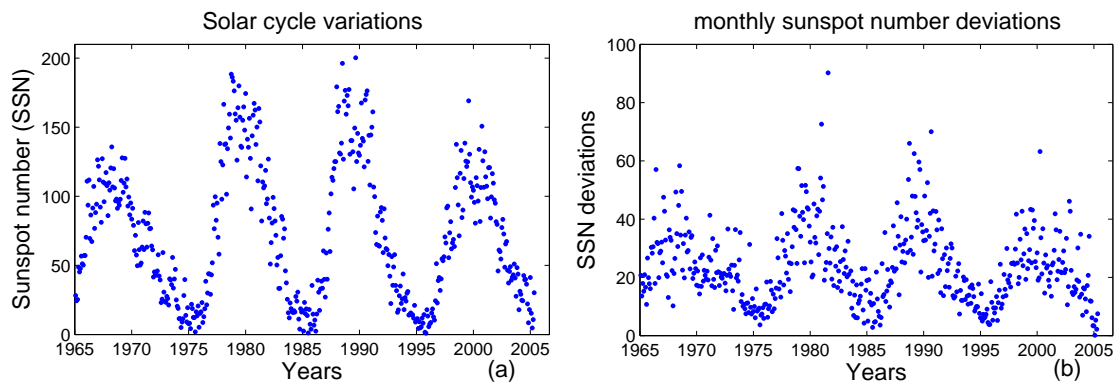 Solar cycle variations
Sunspot number (SSN)
200
150
100
50
0
1965 1970 1975 1980 1985 1990 1995 2000 2005
Years
(a)
monthly sunspot number deviations
SSN deviations
100
80
60
40
20
0
1965 1970 1975 1980 1985 1990 1995 2000 2005
Years
(b)